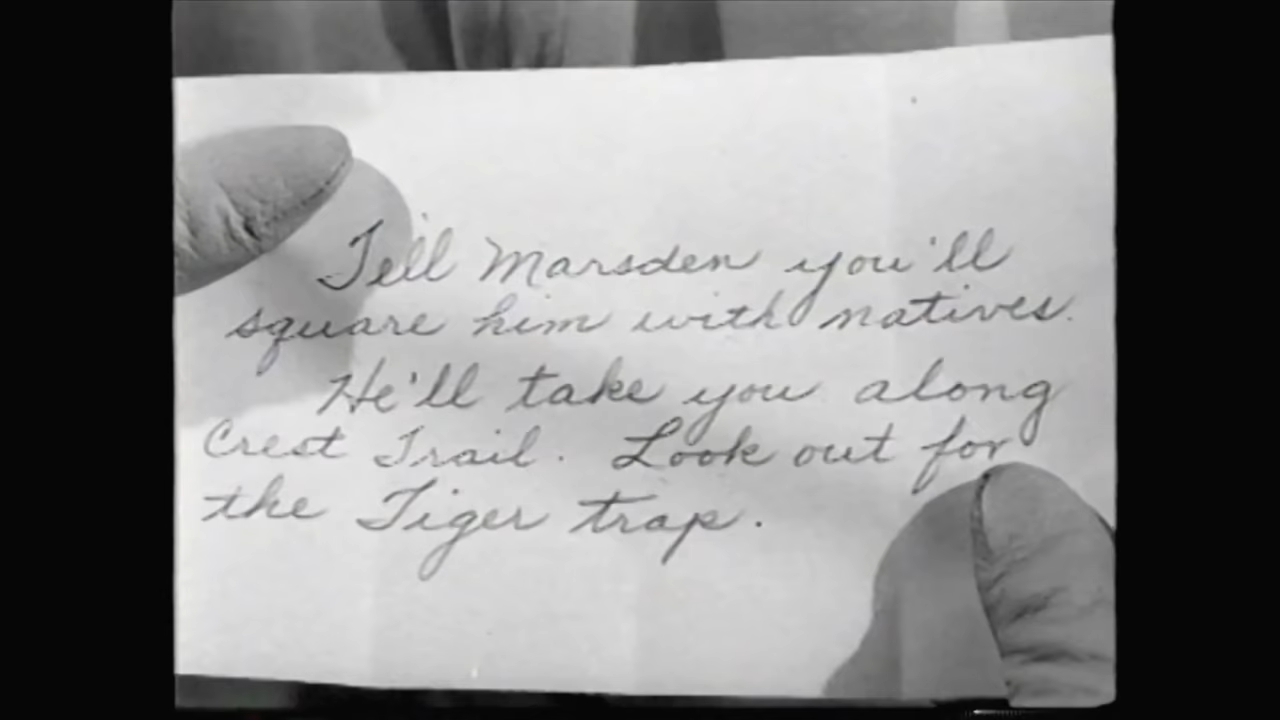 Tell Marsden you'll
square him with natives.
He'll take you along
Crest Trail. Look out for
the Tiger trap.